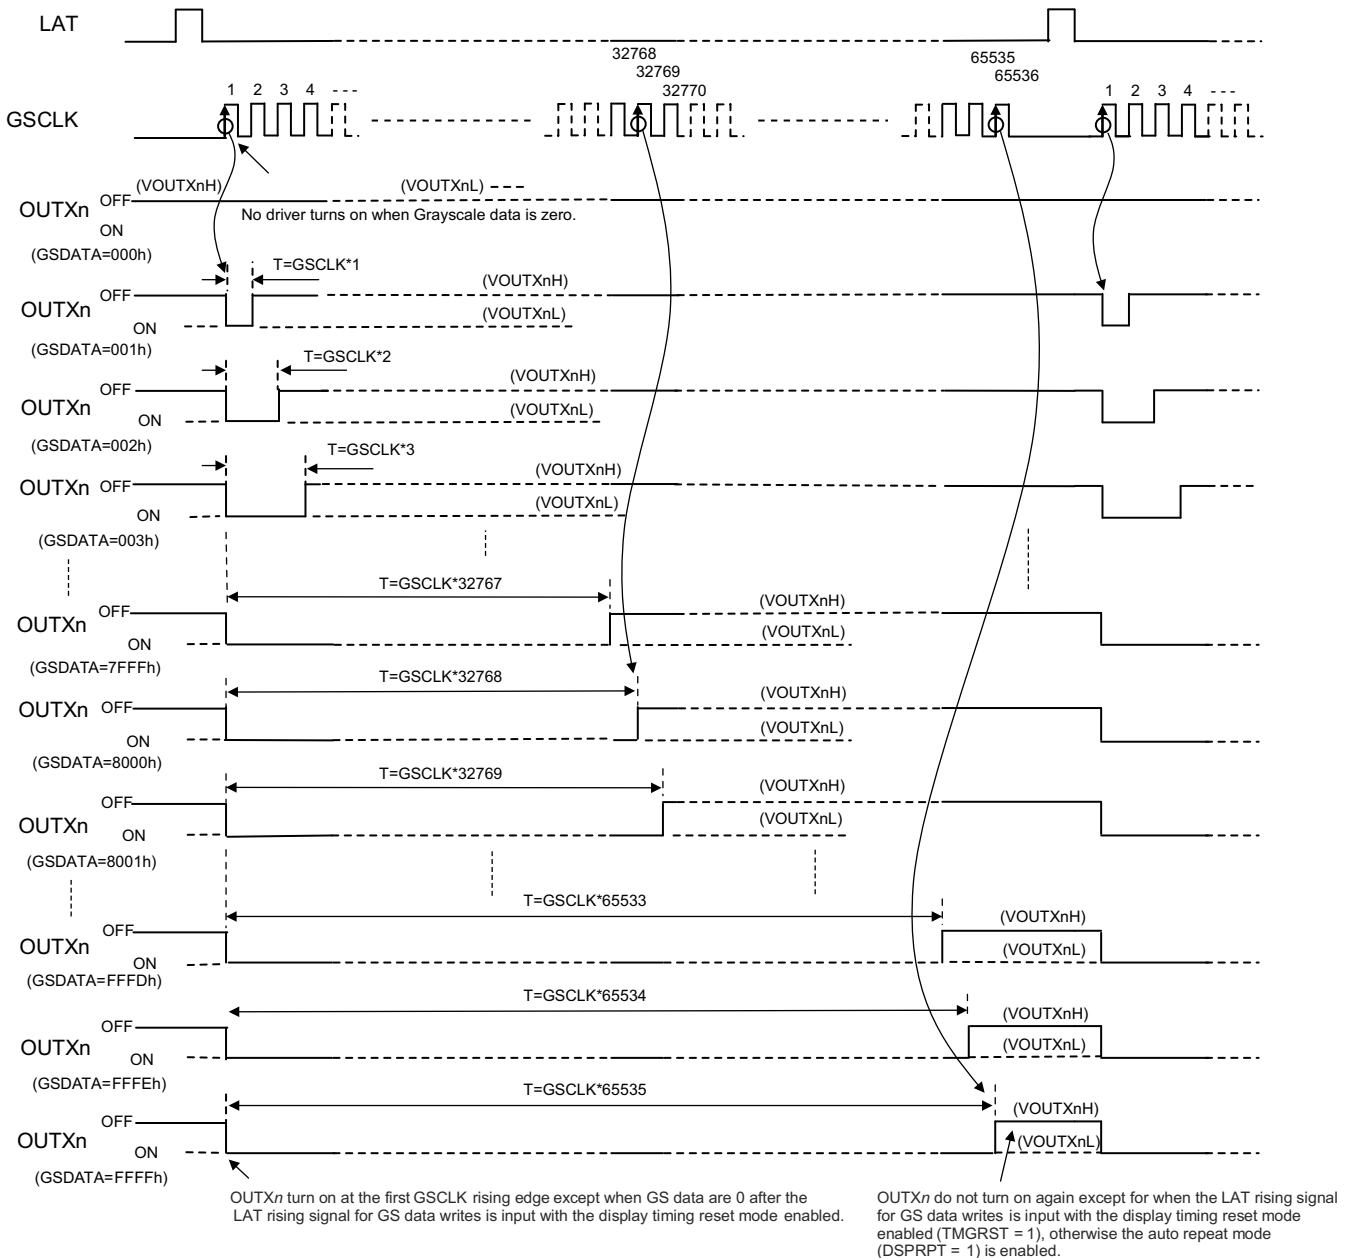 LAT
32768
32769
32770
65535
65536
GSCLK
1 2 3 4
1 2 3 4
OUTXn
OFF
(VOUTXnH)
(VOUTXnL)
No driver turns on when Grayscale data is zero.
ON
(GSDATA=000h)
T=GSCLK*1
OUTXn
OFF
(VOUTXnH)
(VOUTXnL)
ON
(GSDATA=001h)
T=GSCLK*2
OUTXn
OFF
(VOUTXnH)
(VOUTXnL)
ON
(GSDATA=002h)
T=GSCLK*3
OUTXn
OFF
(VOUTXnH)
(VOUTXnL)
ON
(GSDATA=003h)
T=GSCLK*32767
OUTXn
OFF
(VOUTXnH)
(VOUTXnL)
ON
(GSDATA=7FFFh)
T=GSCLK*32768
OUTXn
OFF
(VOUTXnH)
(VOUTXnL)
ON
(GSDATA=8000h)
T=GSCLK*32769
OUTXn
OFF
(VOUTXnH)
(VOUTXnL)
ON
(GSDATA=8001h)
T=GSCLK*65533
OUTXn
OFF
(VOUTXnH)
(VOUTXnL)
ON
(GSDATA=FFFDh)
T=GSCLK*65534
OUTXn
OFF
(VOUTXnH)
(VOUTXnL)
ON
(GSDATA=FFFEh)
T=GSCLK*65535
OUTXn
OFF
(VOUTXnH)
(VOUTXnL)
ON
(GSDATA=FFFFh)
OUTXn turn on at the first GSCLK rising edge except when GS data are 0 after the
LAT rising signal for GS data writes is input with the display timing reset mode enabled.
OUTXn do not turn on again except for when the LAT rising signal
for GS data writes is input with the display timing reset mode
enabled (TMGRST = 1), otherwise the auto repeat mode
(DSPRPT = 1) is enabled.